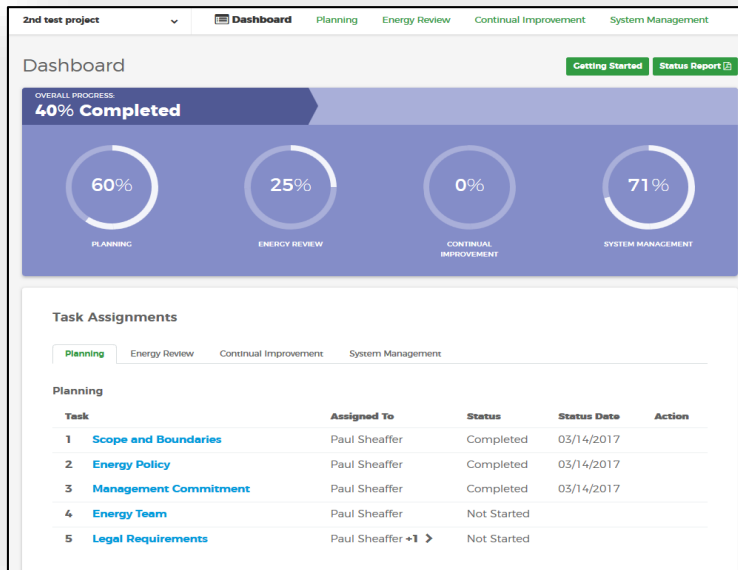 2nd test project Dashboard Planning Energy Review Continual Improvement System Management
Dashboard Getting Started Status Report
OVERALL PROGRESS:
40% Completed
60% 25% 0% 71%
PLANNING ENERGY REVIEW CONTINUAL IMPROVEMENT SYSTEM MANAGEMENT
Task Assignments
Planning Energy Review Continual Improvement System Management
Planning
Task Assigned To Status Status Date Action
1 Scope and Boundaries Paul Sheaffer Completed 03/14/2017
2 Energy Policy Paul Sheaffer Completed 03/14/2017
3 Management Commitment Paul Sheaffer Completed 03/14/2017
4 Energy Team Paul Sheaffer Not Started
5 Legal Requirements Paul Sheaffer +1 Not Started